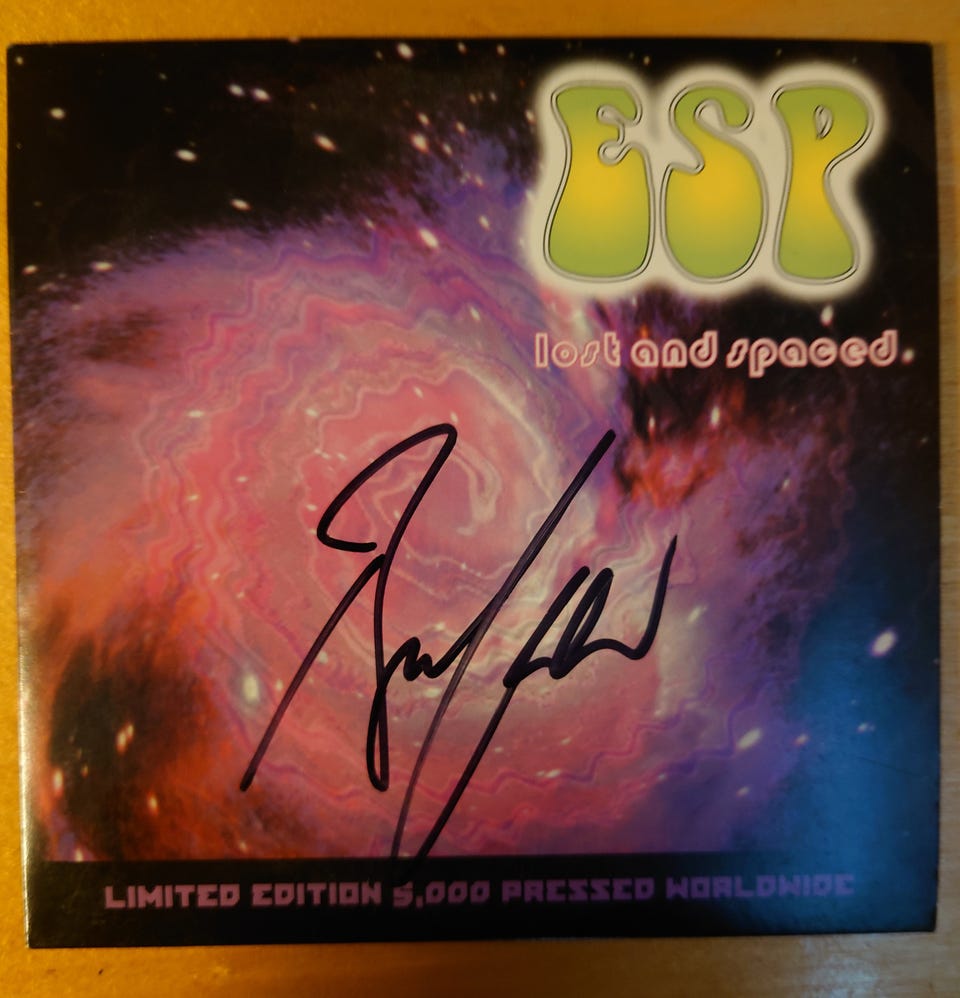 ESP
lost and spaced.
LIMITED EDITION 5,000 PRESSED WORLDWIDE